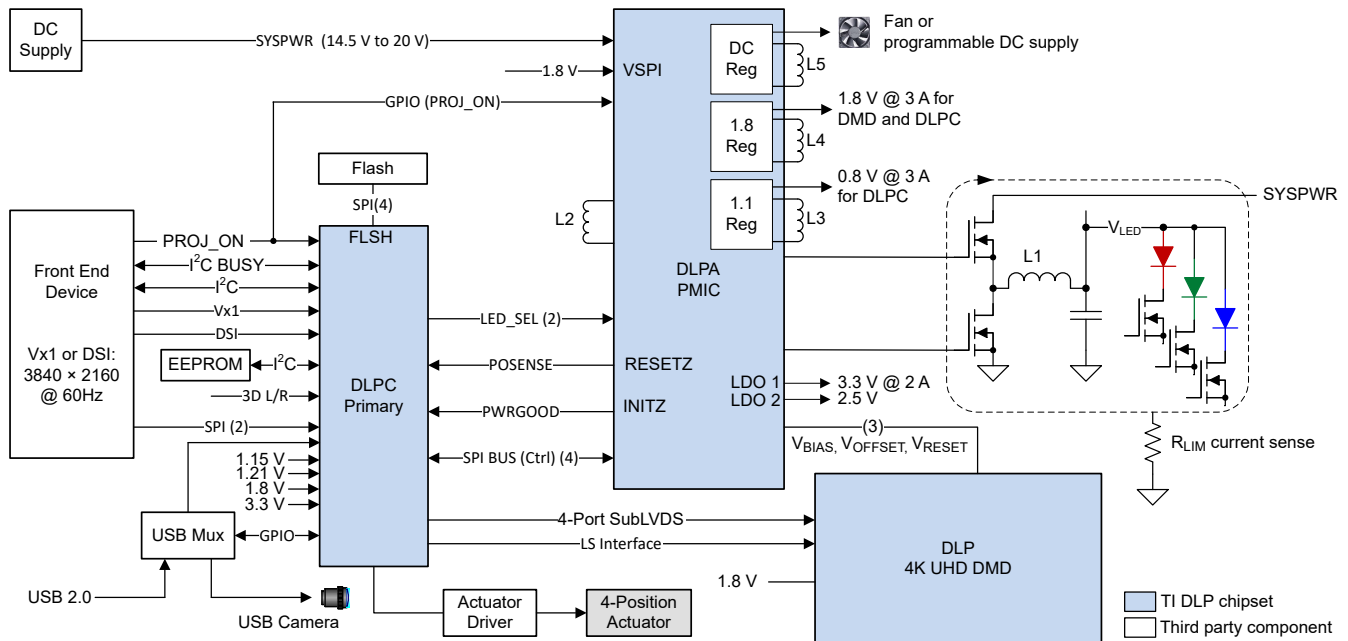 DC
Supply
SYSPWR (14.5 V to 20 V)
1.8 V
VSPI
GPIO (PROJ_ON)
DC
Reg
L5
Fan or
programmable DC supply
1.8
Reg
L4
1.8 V @ 3 A for
DMD and DLPC
1.1
Reg
L3
0.8 V @ 3 A
for DLPC
Flash
SPI(4)
FLSH
L2
DLPA
PMIC
SYSPWR
L1
V_LED
Front End
Device
Vx1 or DSI:
3840 × 2160
@ 60Hz
PROJ_ON
I²C BUSY
I²C
Vx1
DSI
EEPROM
I²C
3D L/R
SPI (2)
1.15 V
1.21 V
1.8 V
3.3 V
DLPC
Primary
LED_SEL (2)
POSENSE
RESETZ
PWRGOOD
INITZ
SPI BUS (Ctrl) (4)
LDO 1
3.3 V @ 2 A
LDO 2
2.5 V
(3)
V_BIAS, V_OFFSET, V_RESET
R_LIM current sense
USB Mux
GPIO
USB 2.0
USB Camera
4-Port SubLVDS
LS Interface
DLP
4K UHD DMD
1.8 V
Actuator
Driver
4-Position
Actuator
TI DLP chipset
Third party component